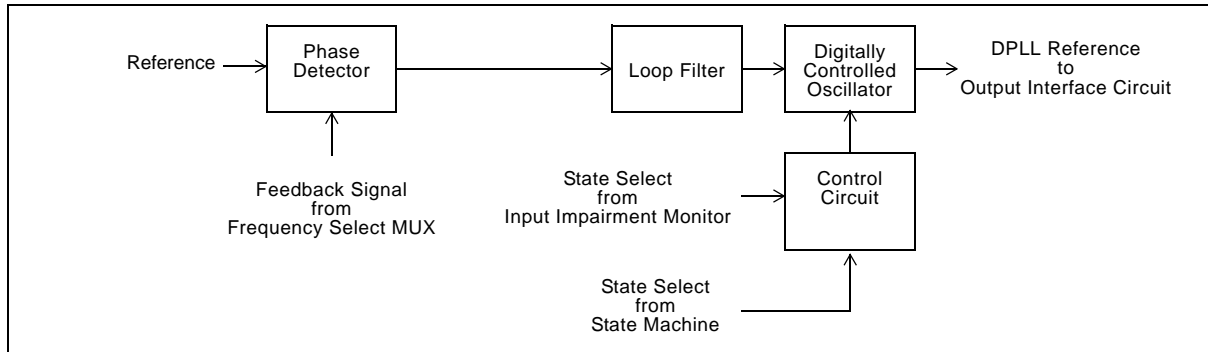 Reference
Phase
Detector
Loop Filter
Digitally
Controlled
Oscillator
DPLL Reference
to
Output Interface Circuit
Feedback Signal
from
Frequency Select MUX
State Select
from
Input Impairment Monitor
Control
Circuit
State Select
from
State Machine